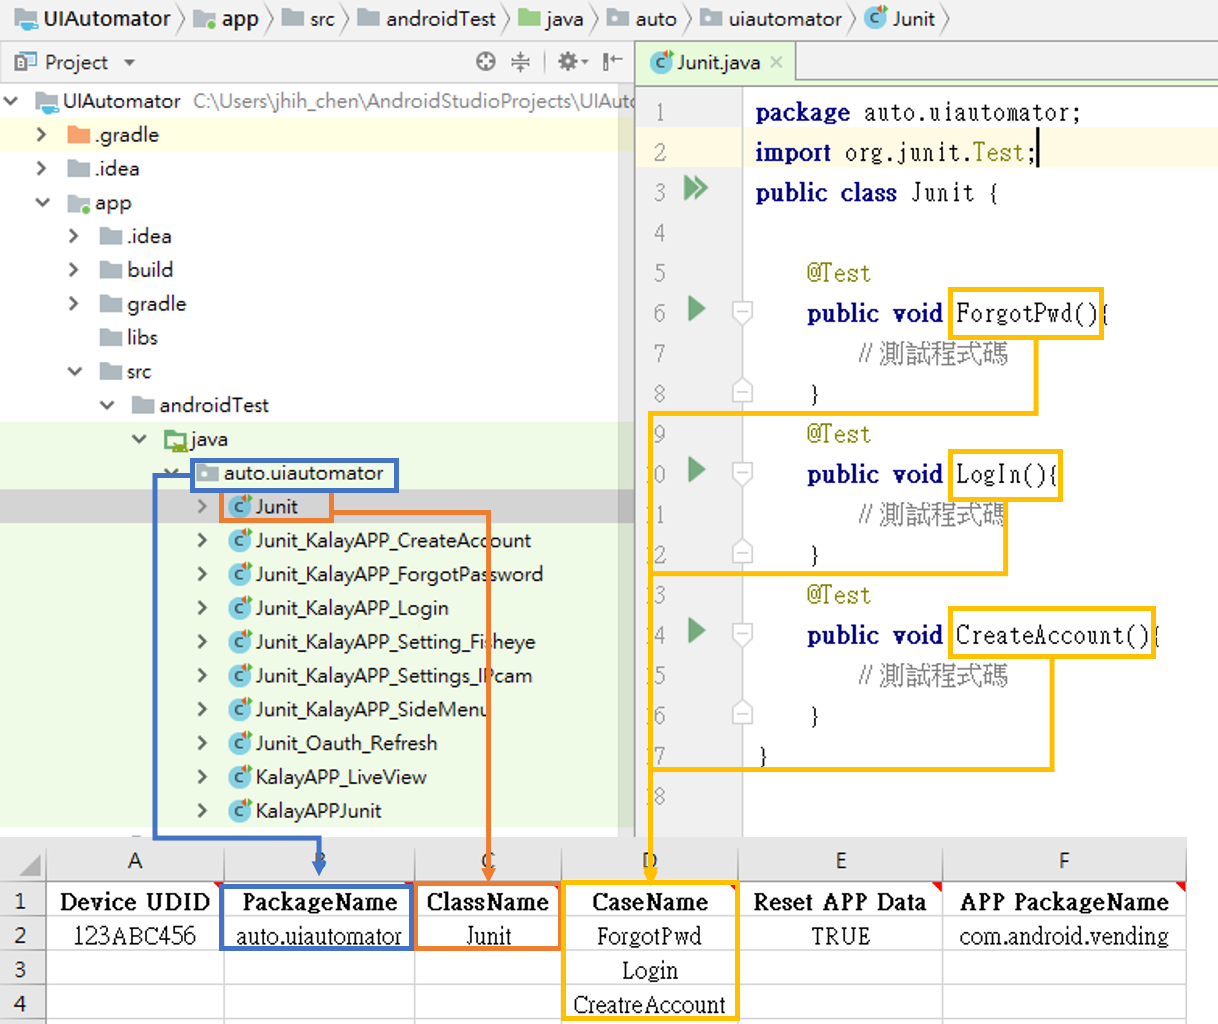 UIAutomator app src androidTest java auto uiautomator Junit
Project
Junit.java
UIAutomator C:\Users\jhih_chen\AndroidStudioProjects\UIAuto
.gradle
.idea
app
.idea
build
gradle
libs
src
androidTest
java
auto.uiautomator
Junit
Junit_KalayAPP_CreateAccount
Junit_KalayAPP_ForgotPassword
Junit_KalayAPP_Login
Junit_KalayAPP_Setting_Fisheye
Junit_KalayAPP_Settings_IPcam
Junit_KalayAPP_SideMenu
Junit_Oauth_Refresh
KalayAPP_LiveView
KalayAPPJunit
1 package auto.uiautomator;
2 import org.junit.Test;
3 public class Junit {
4
5 @Test
6 public void ForgotPwd(){
7 // 測試程式碼
8 }
9 @Test
10 public void LogIn(){
11 // 測試程式碼
12 }
13 @Test
14 public void CreateAccount(){
15 // 測試程式碼
16 }
17 }
18
A B C D E F
1 Device UDID PackageName ClassName CaseName Reset APP Data APP PackageName
2 123ABC456 auto.uiautomator Junit ForgotPwd TRUE com.android.vending
3 Login
4 CreatreAccount